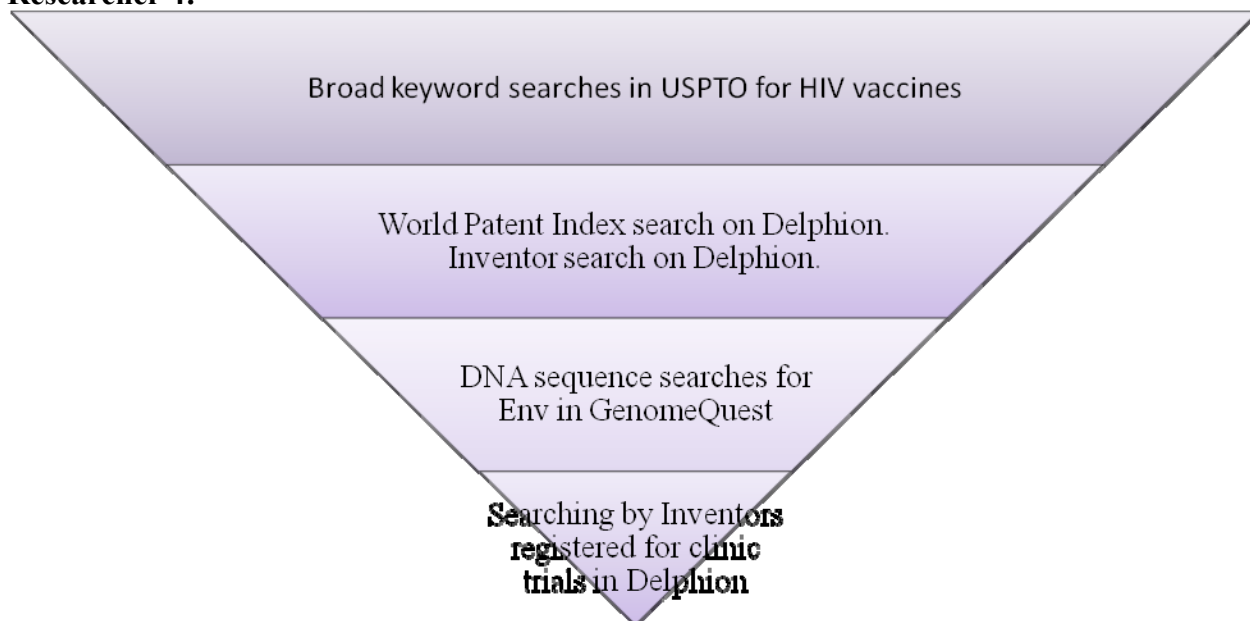 Researcher 4:
Broad keyword searches in USPTO for HIV vaccines
World Patent Index search on Delphion.
Inventor search on Delphion.
DNA sequence searches for
Env in GenomeQuest
Searching by Inventors
registered for clinic
trials in Delphion